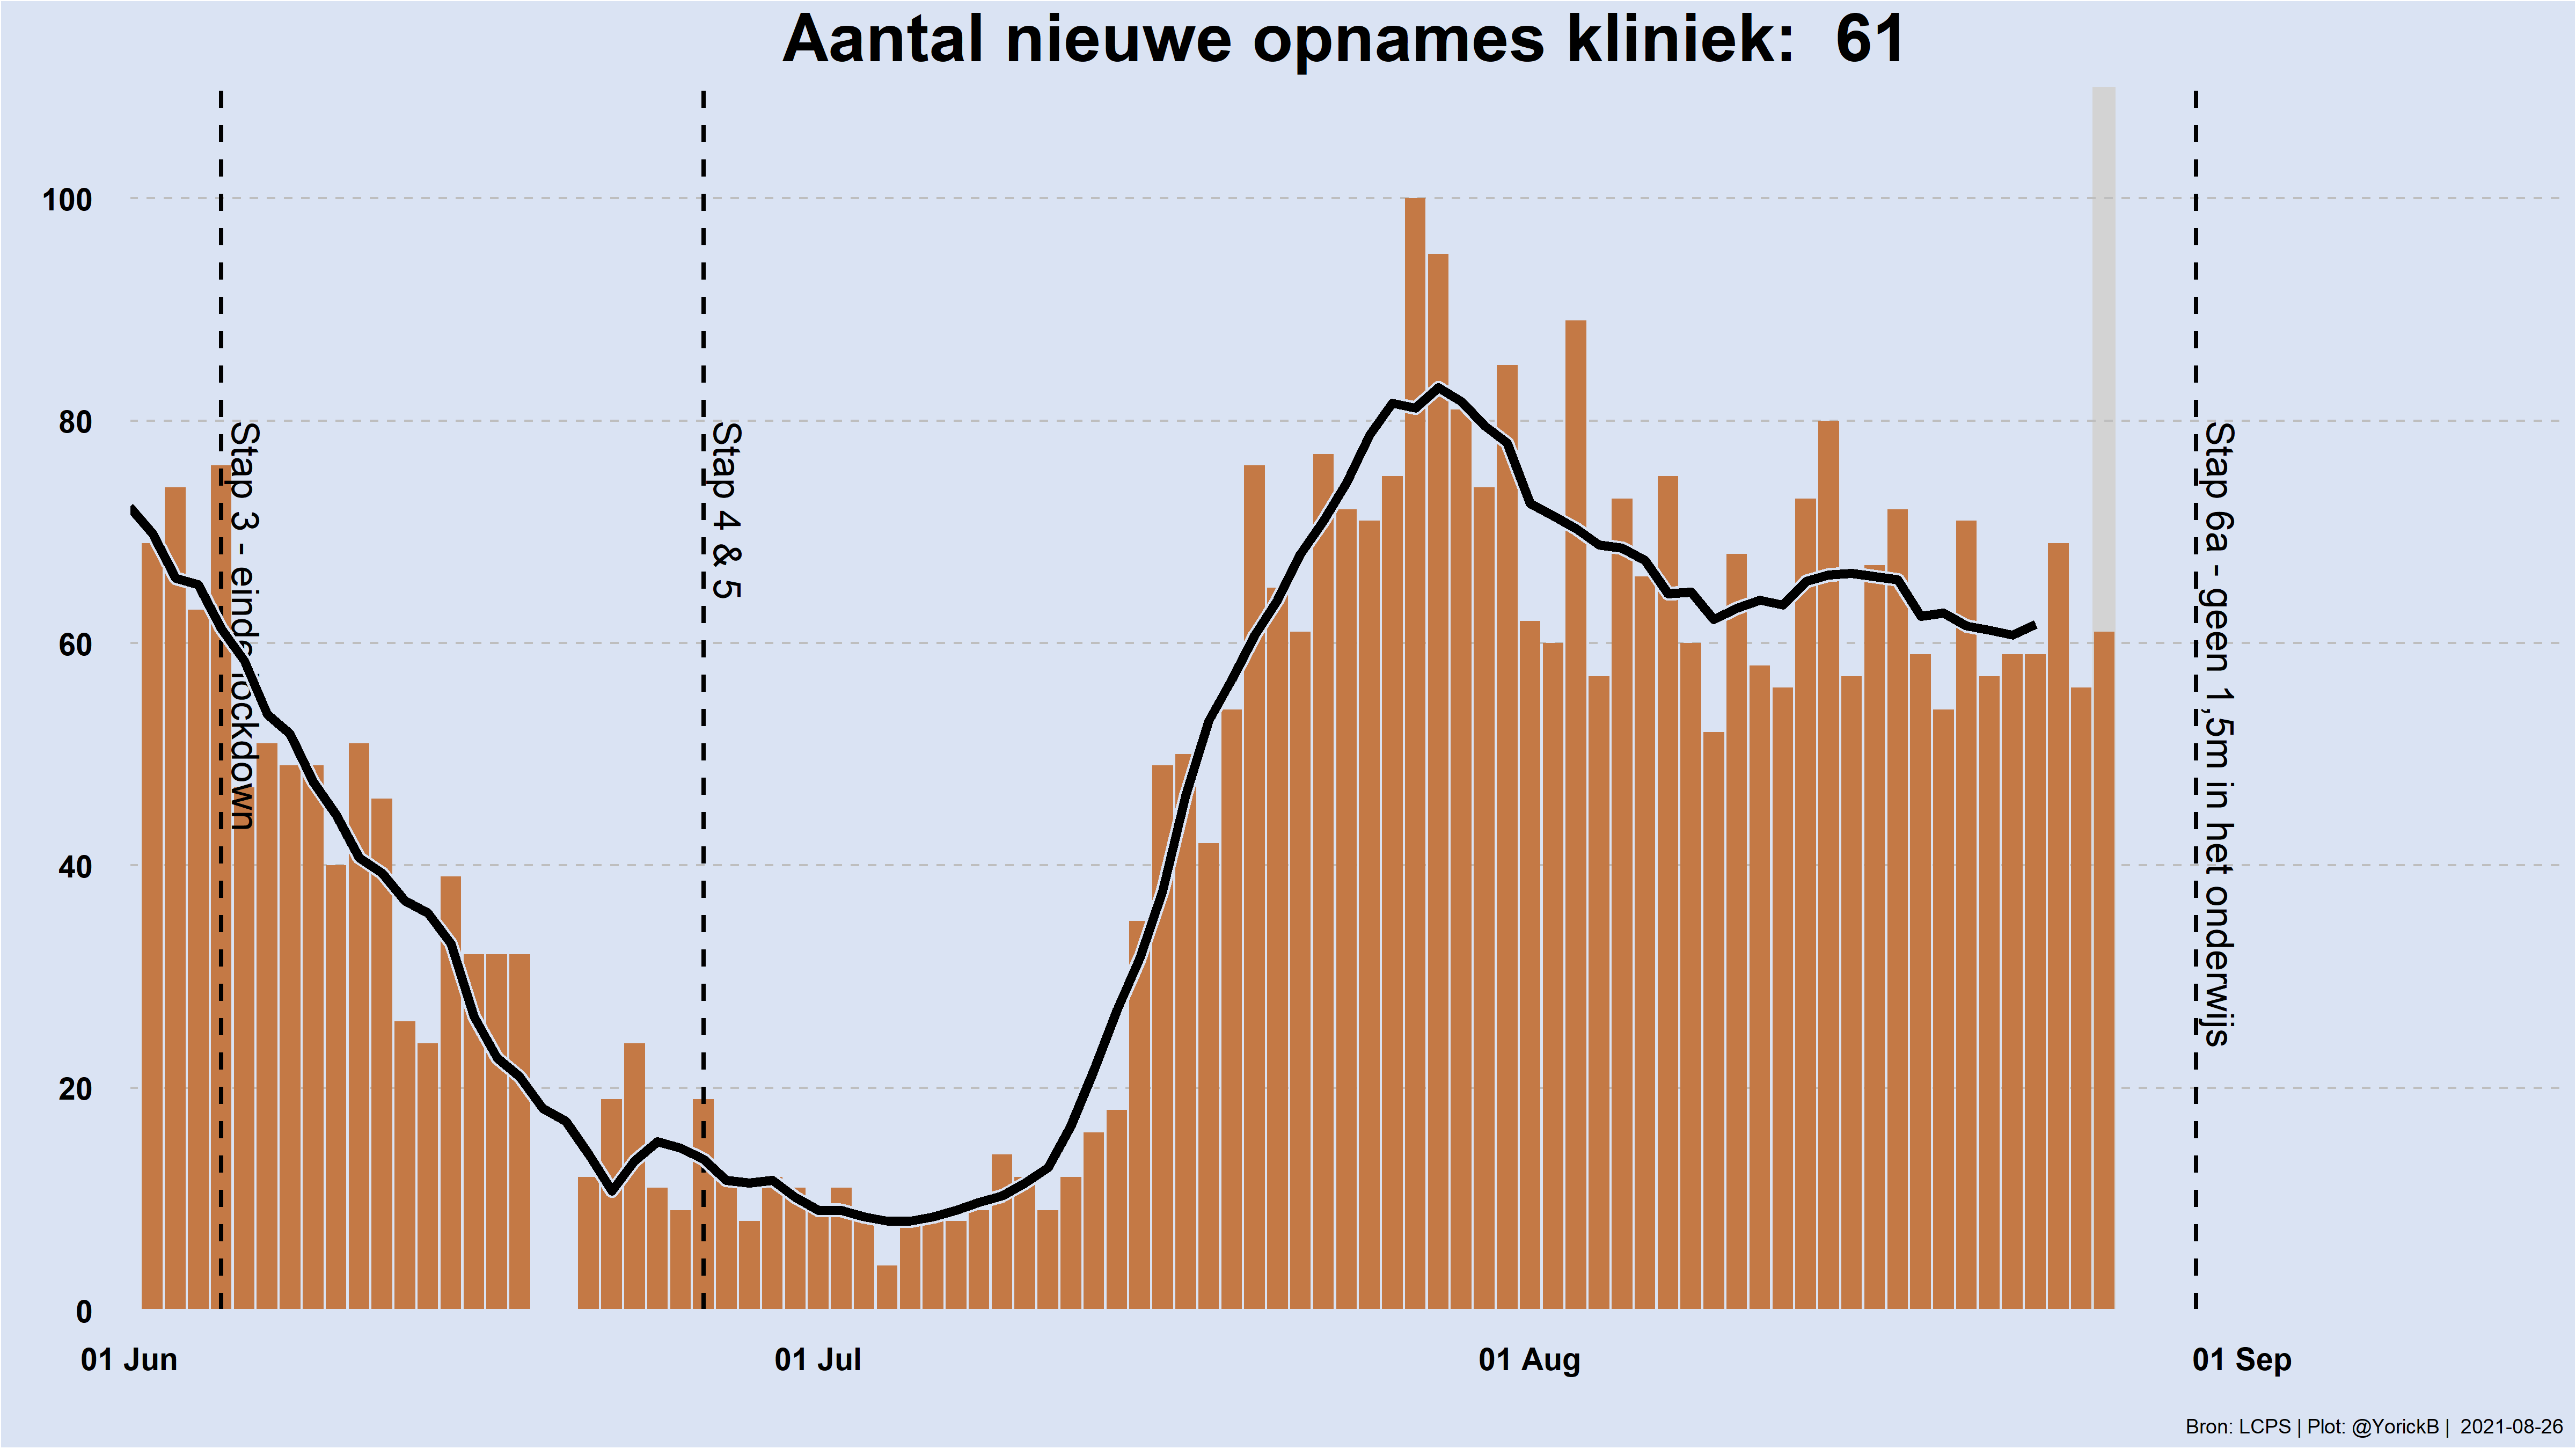 Aantal nieuwe opnames kliniek: 61
100
80
60
40
20
0
Stap 3 - einde lockdown
Stap 4 & 5
Stap 6a - geen 1,5m in het onderwijs
01 Jun
01 Jul
01 Aug
01 Sep
Bron: LCPS | Plot: @YorickB | 2021-08-26